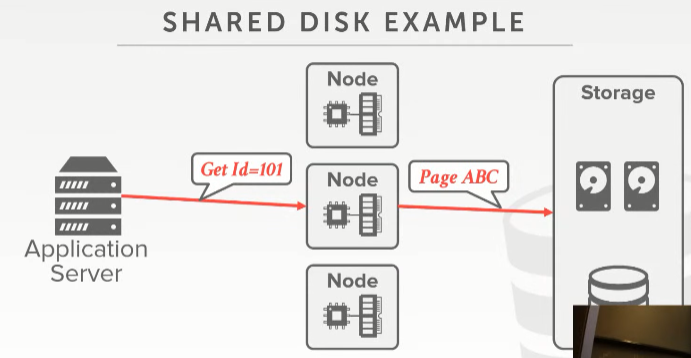 SHARED DISK EXAMPLE
Node
Storage
Get Id=101
Node
Page ABC
Application
Server
Node